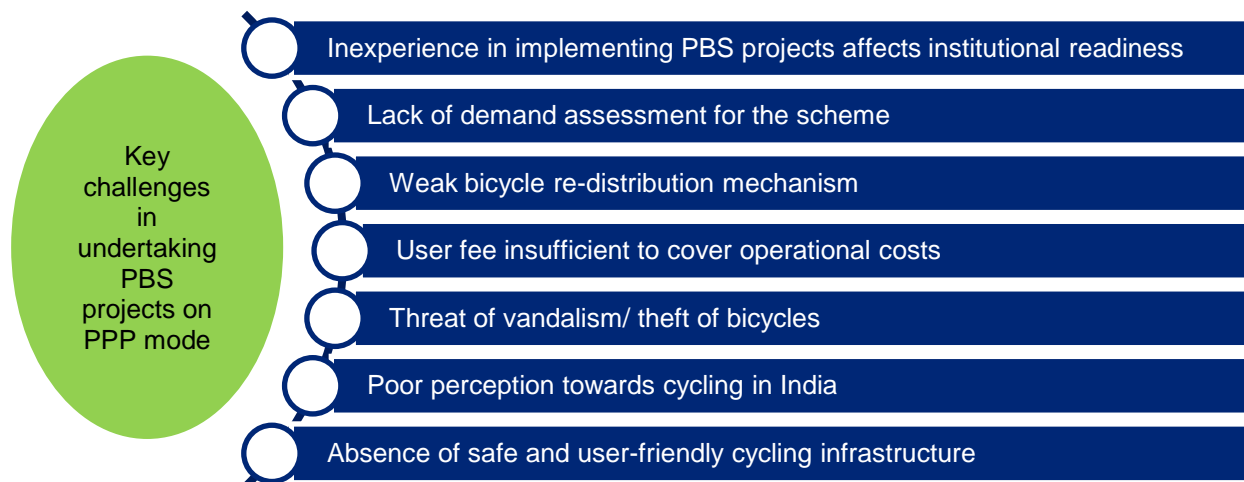 Key
challenges
in
undertaking
PBS
projects on
PPP mode
Inexperience in implementing PBS projects affects institutional readiness
Lack of demand assessment for the scheme
Weak bicycle re-distribution mechanism
User fee insufficient to cover operational costs
Threat of vandalism/ theft of bicycles
Poor perception towards cycling in India
Absence of safe and user-friendly cycling infrastructure